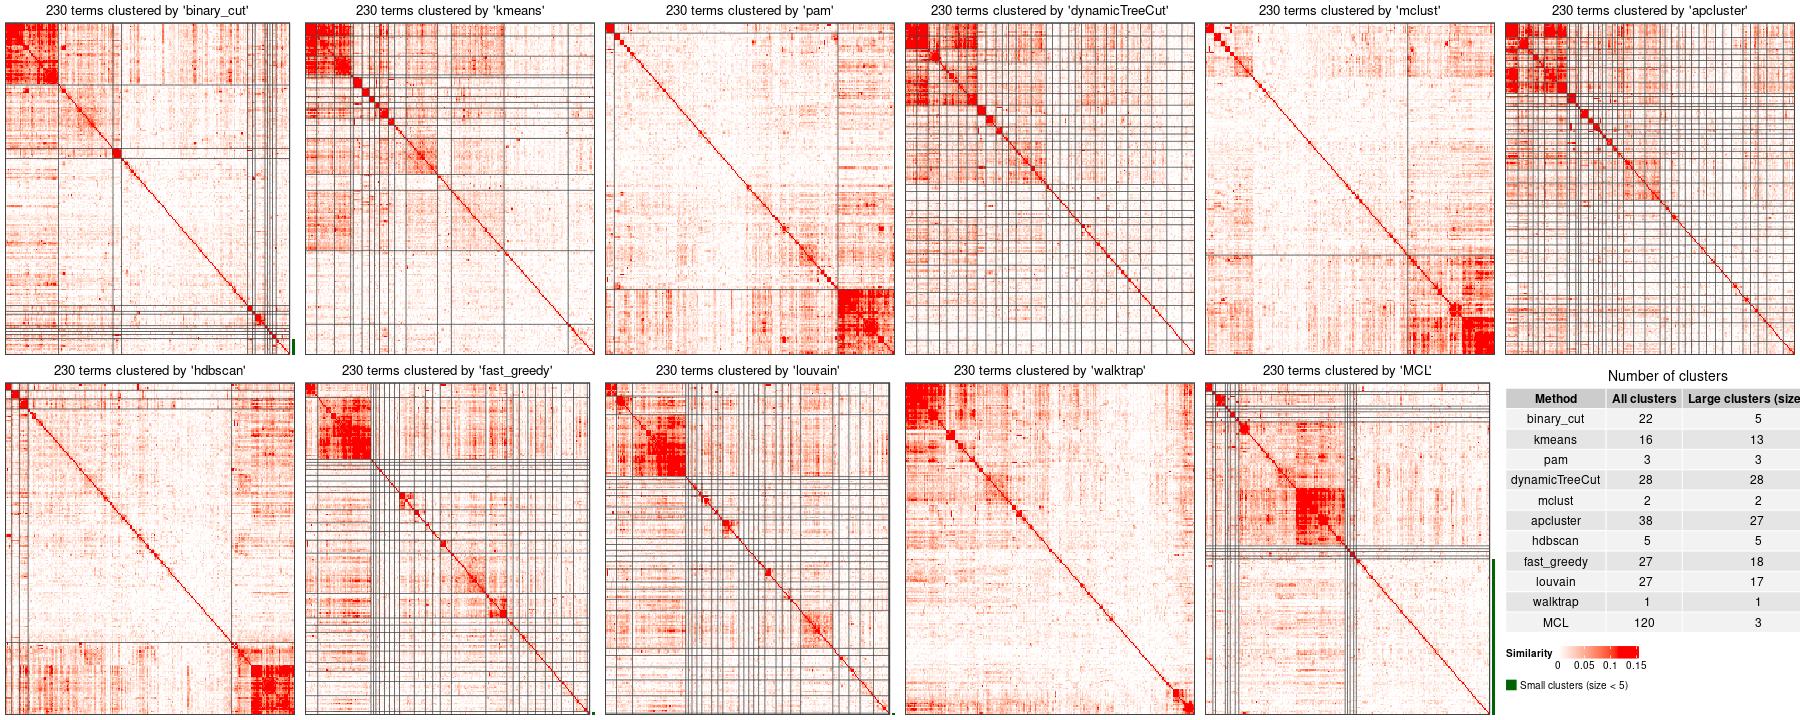 230 terms clustered by 'binary_cut'
230 terms clustered by 'kmeans'
230 terms clustered by 'pam'
230 terms clustered by 'dynamicTreeCut'
230 terms clustered by 'mclust'
230 terms clustered by 'apcluster'
230 terms clustered by 'hdbscan'
230 terms clustered by 'fast_greedy'
230 terms clustered by 'louvain'
230 terms clustered by 'walktrap'
230 terms clustered by 'MCL'
Number of clusters
Method All clusters Large clusters (size
binary_cut 22 5
kmeans 16 13
pam 3 3
dynamicTreeCut 28 28
mclust 2 2
apcluster 38 27
hdbscan 5 5
fast_greedy 27 18
louvain 27 17
walktrap 1 1
MCL 120 3
Similarity
0 0.05 0.1 0.15
Small clusters (size < 5)